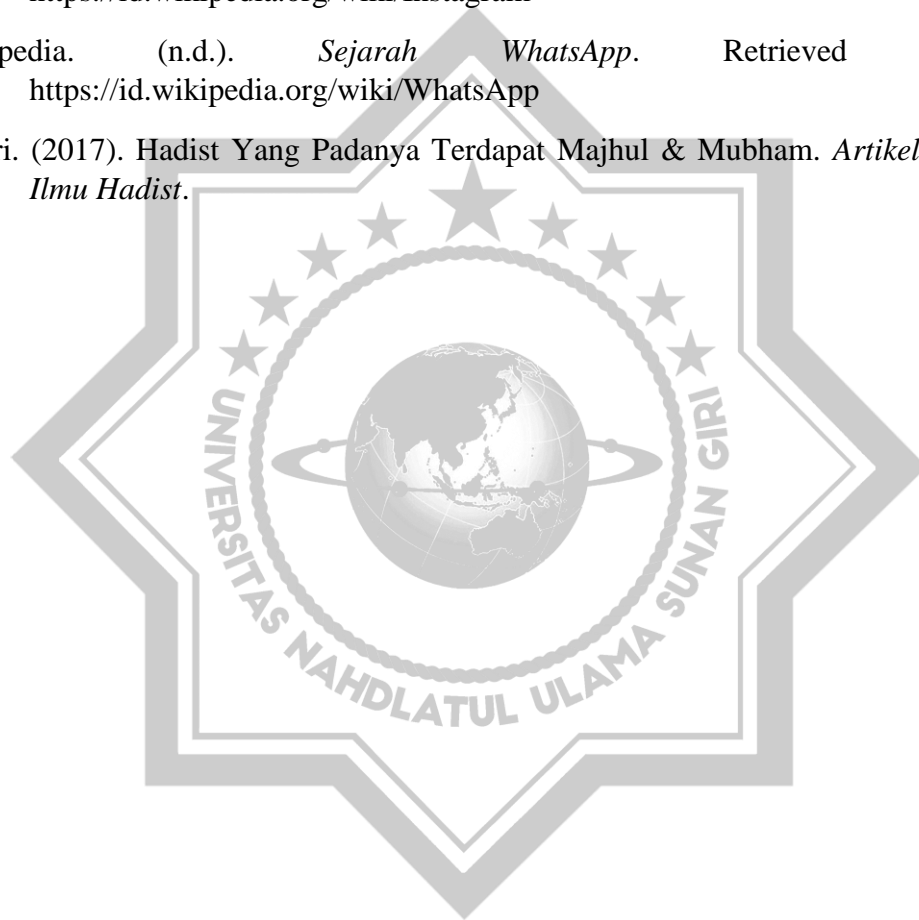 https://id.wikipedia.org/wiki/Instagram
pedia. (n.d.). Sejarah WhatsApp. Retrieved
https://id.wikipedia.org/wiki/WhatsApp
ri. (2017). Hadist Yang Padanya Terdapat Majhul & Mubham. Artikel
Ilmu Hadist.
UNIVERSITAS NAHDLATUL ULAMA SUNAN GIRI